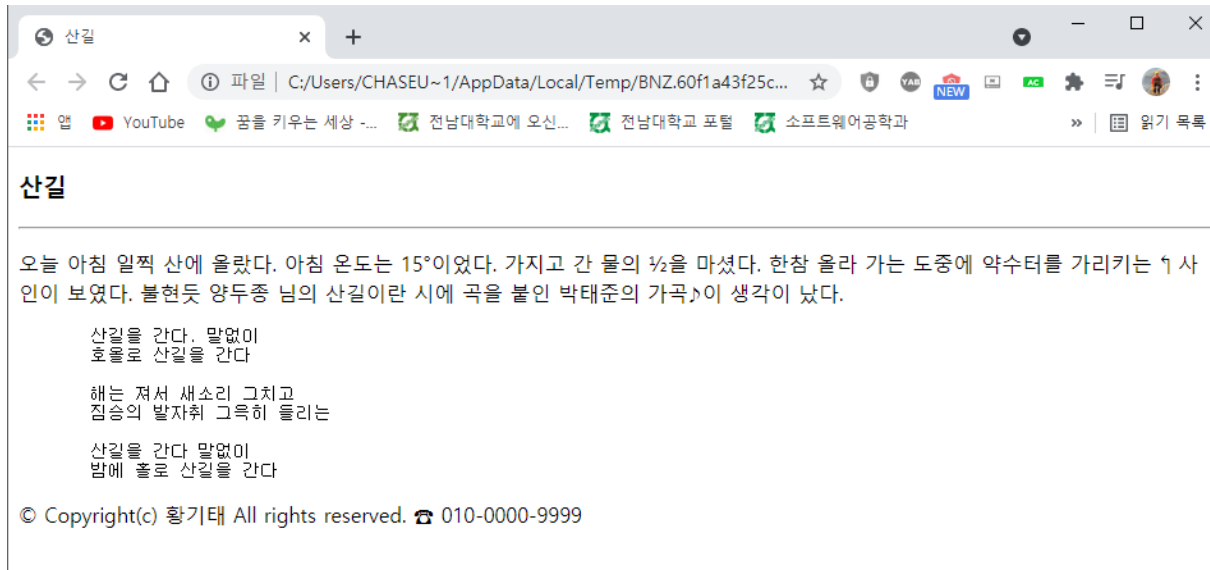 산길
파일 | C:/Users/CHASEU~1/AppData/Local/Temp/BNZ.60f1a43f25c...
YAB
NEW
AC
앱 YouTube 꿈을 키우는 세상 -... 전남대학교에 오신... 전남대학교 포털 소프트웨어공학과 » 읽기 목록
산길
오늘 아침 일찍 산에 올랐다. 아침 온도는 15°이었다. 가지고 간 물의 ½을 마셨다. 한참 올라 가는 도중에 약수터를 가리키는 ↰ 사
인이 보였다. 불현듯 양두종 님의 산길이란 시에 곡을 붙인 박태준의 가곡♪이 생각이 났다.
산길을 간다. 말없이
호올로 산길을 간다
해는 져서 새소리 그치고
짐승의 발자취 그윽히 들리는
산길을 간다 말없이
밤에 홀로 산길을 간다
© Copyright(c) 황기태 All rights reserved. ☎ 010-0000-9999